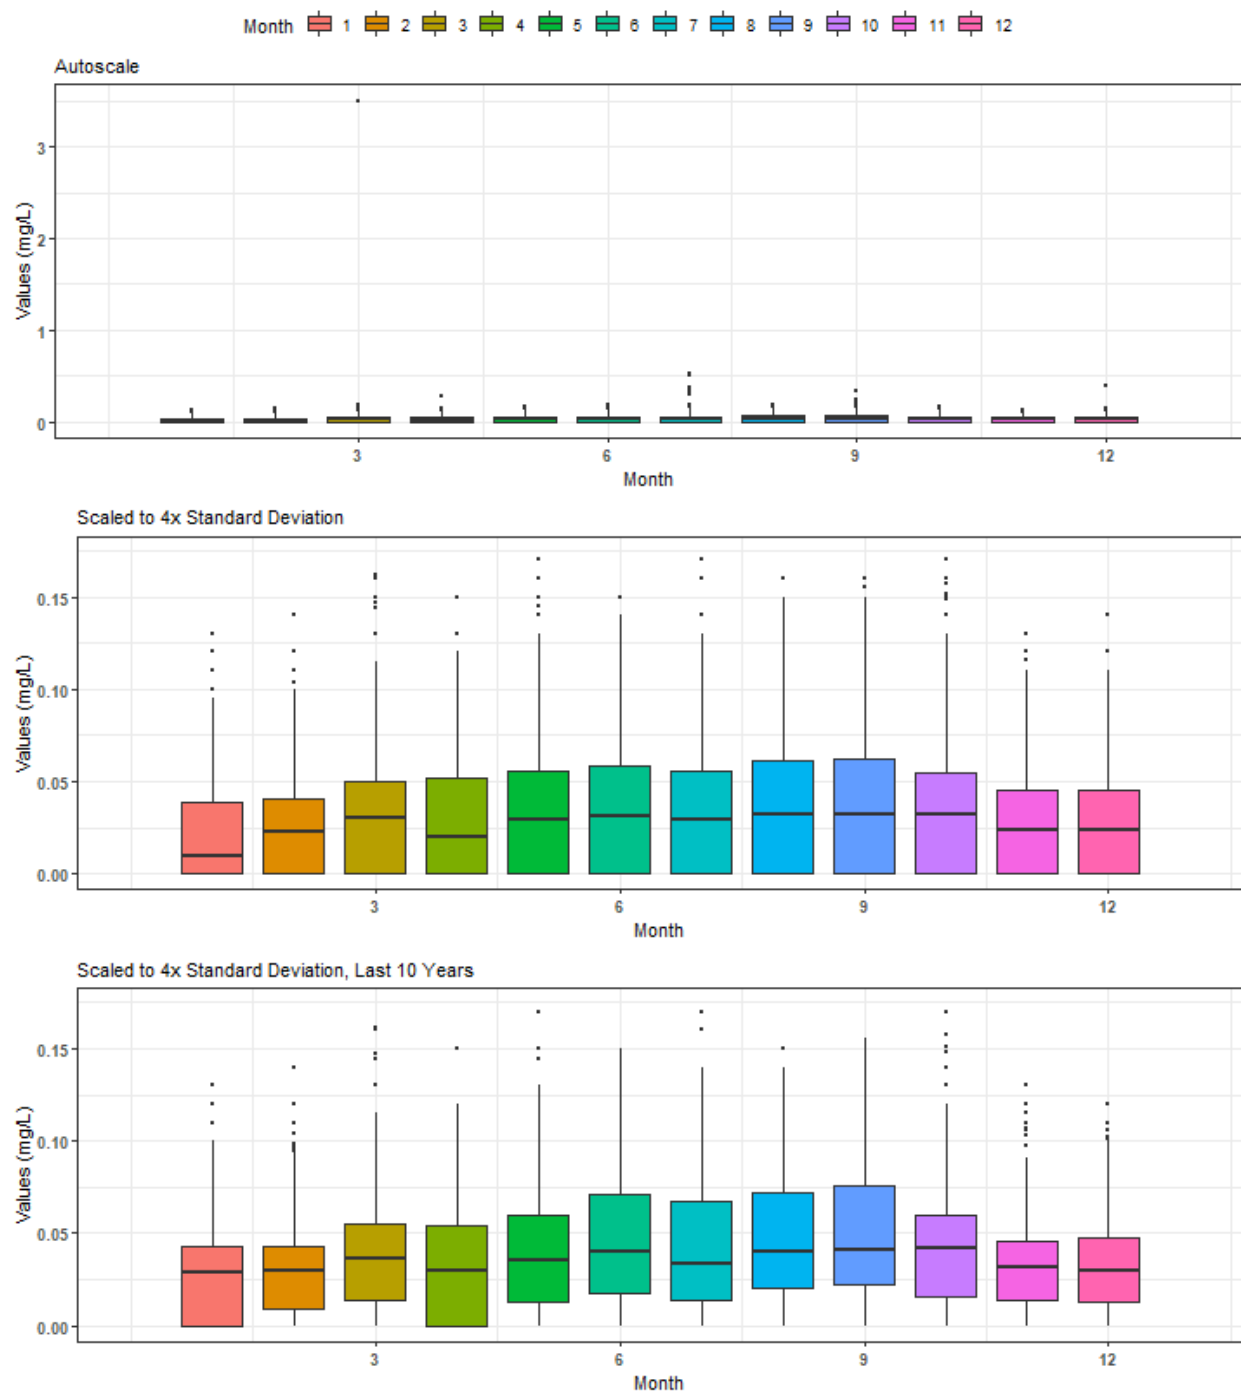 Month 1 2 3 4 5 6 7 8 9 10 11 12
Autoscale
Values (mg/L)
3
2
1
0
3 6 9 12
Month
Scaled to 4x Standard Deviation
Values (mg/L)
0.15
0.10
0.05
0.00
3 6 9 12
Month
Scaled to 4x Standard Deviation, Last 10 Years
Values (mg/L)
0.15
0.10
0.05
0.00
3 6 9 12
Month